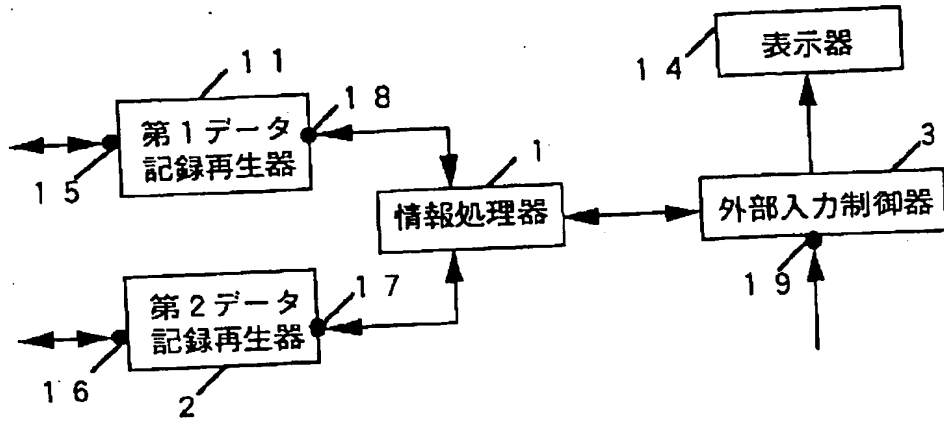 11
18
第1データ
記録再生器
15
14
表示器
1
情報処理器
3
外部入力制御器
19
17
第2データ
記録再生器
16
2